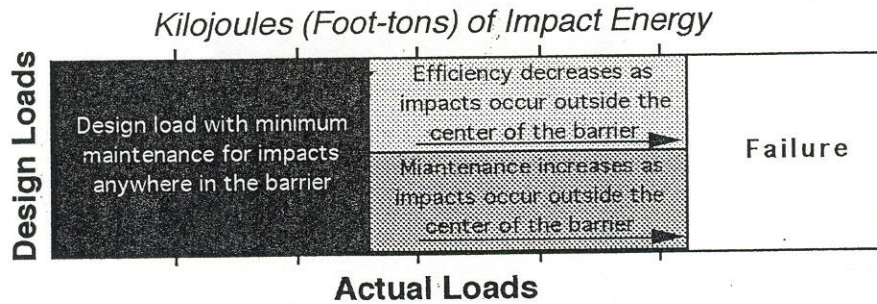 Kilojoules (Foot-tons) of Impact Energy
Design Loads
Design load with minimum
maintenance for impacts
anywhere in the barrier
Efficiency decreases as
impacts occur outside the
center of the barrier
Miantenance increases as
impacts occur outside the
center of the barrier
Failure
Actual Loads